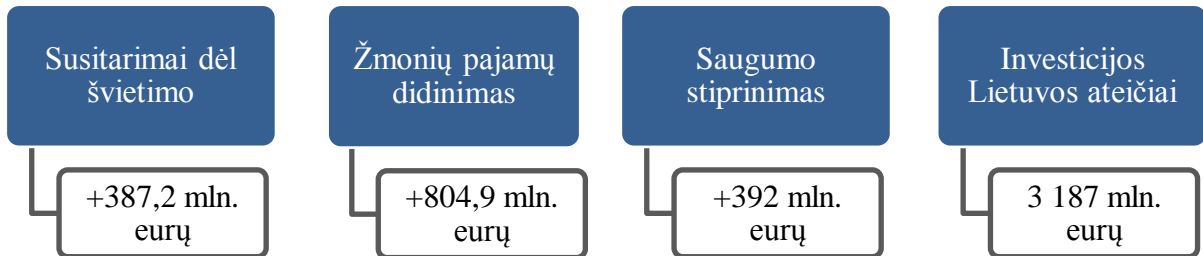 Susitarimai dėl
švietimo
+387,2 mln.
eurų
Žmonių pajamų
didinimas
+804,9 mln.
eurų
Saugumo
stiprinimas
+392 mln.
eurų
Investicijos
Lietuvos ateičiai
3 187 mln.
eurų